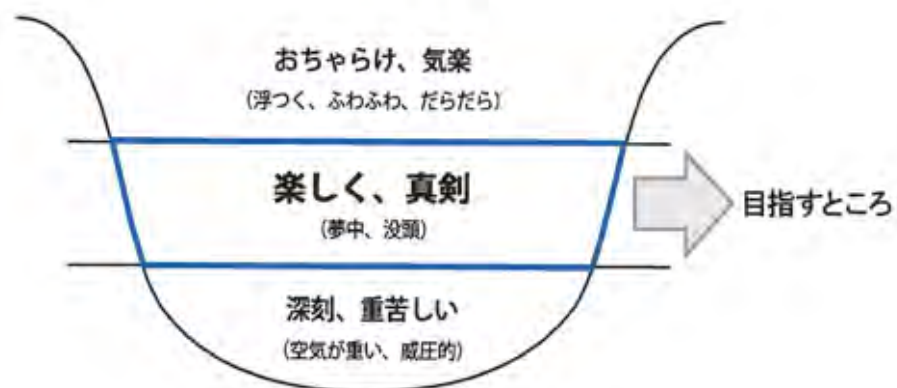 おちゃらけ、気楽
(浮つく、ふわふわ、だらだら)
楽しく、真剣
(夢中、没頭)
目指すところ
深刻、重苦しい
(空気が重い、威圧的)